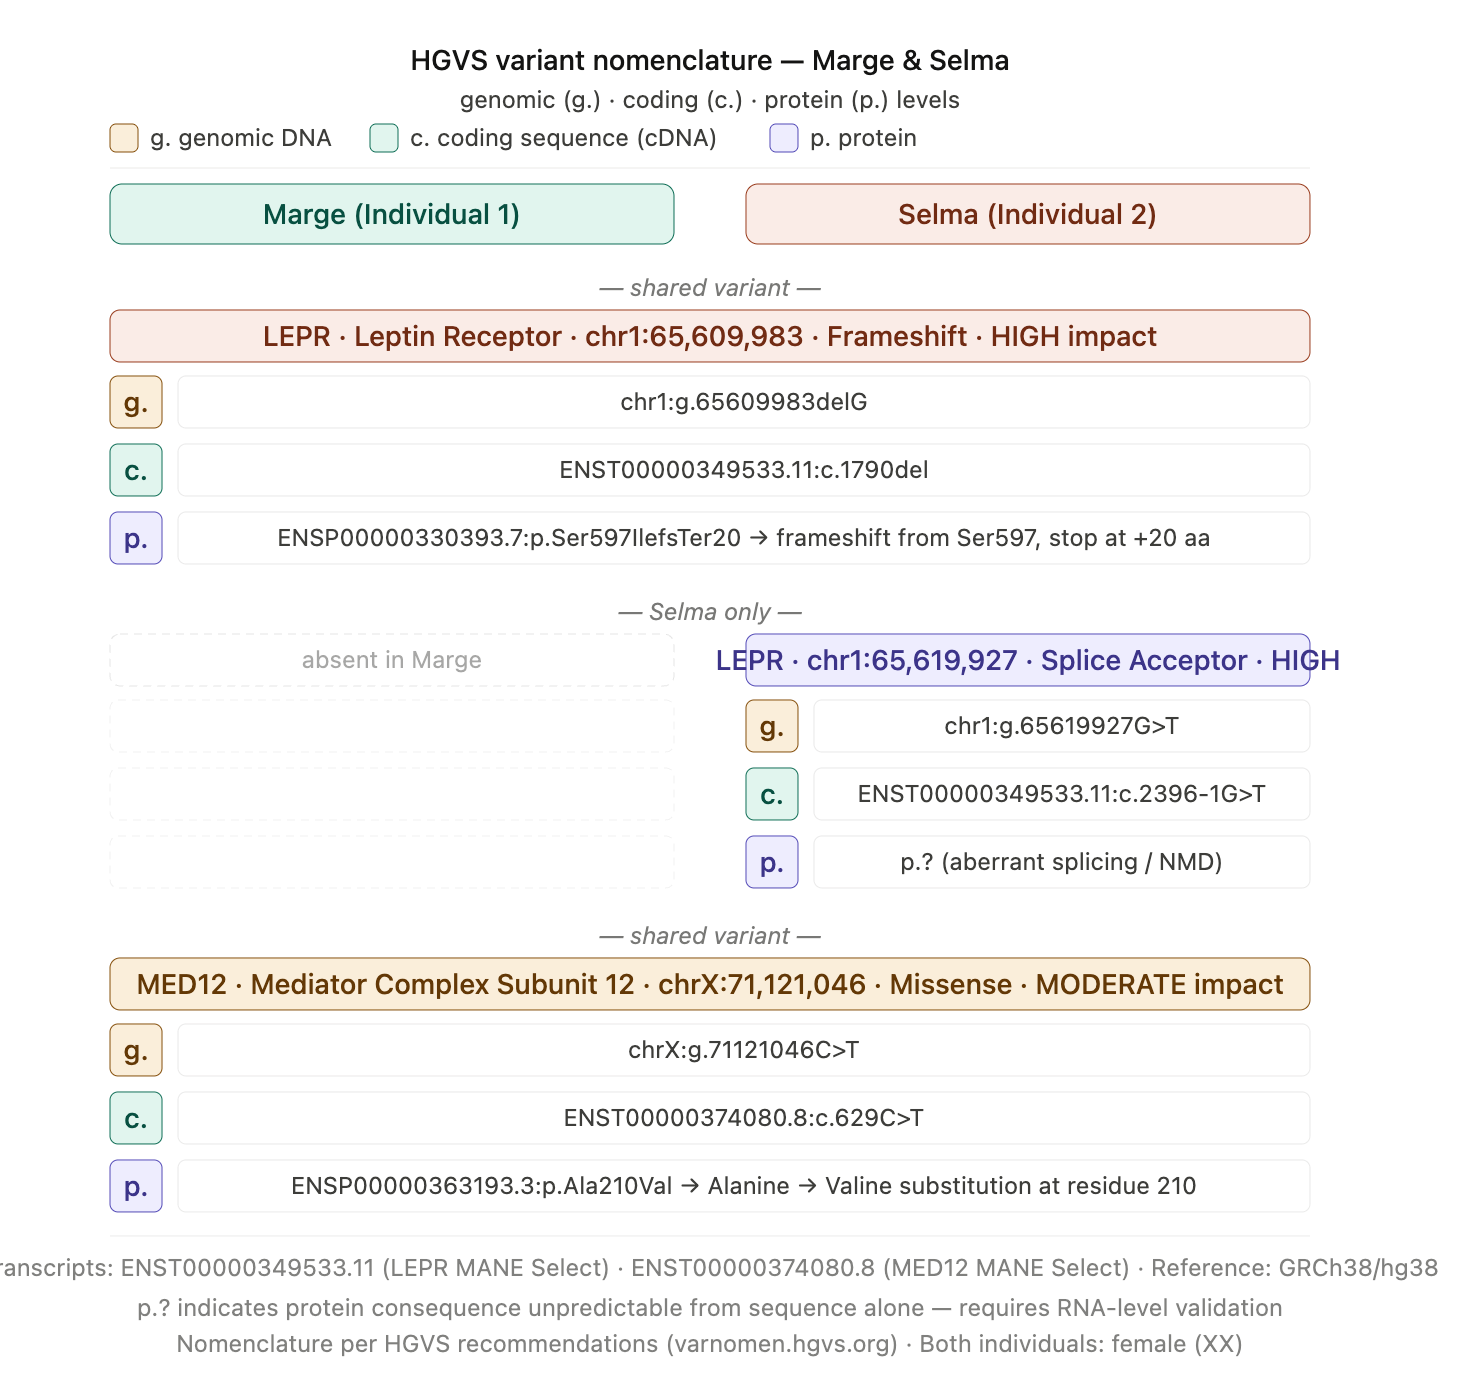 HGVS variant nomenclature — Marge & Selma
genomic (g.) · coding (c.) · protein (p.) levels
g. genomic DNA c. coding sequence (cDNA) p. protein
Marge (Individual 1) Selma (Individual 2)
— shared variant —
LEPR · Leptin Receptor · chr1:65,609,983 · Frameshift · HIGH impact
g. chr1:g.65609983delG
c. ENST00000349533.11:c.1790del
p. ENSP00000330393.7:p.Ser597IlefsTer20 → frameshift from Ser597, stop at +20 aa
— Selma only —
absent in Marge LEPR · chr1:65,619,927 · Splice Acceptor · HIGH
g. chr1:g.65619927G>T
c. ENST00000349533.11:c.2396-1G>T
p. p.? (aberrant splicing / NMD)
— shared variant —
MED12 · Mediator Complex Subunit 12 · chrX:71,121,046 · Missense · MODERATE impact
g. chrX:g.71121046C>T
c. ENST00000374080.8:c.629C>T
p. ENSP00000363193.3:p.Ala210Val → Alanine → Valine substitution at residue 210
ranscripts: ENST00000349533.11 (LEPR MANE Select) · ENST00000374080.8 (MED12 MANE Select) · Reference: GRCh38/hg38
p.? indicates protein consequence unpredictable from sequence alone — requires RNA-level validation
Nomenclature per HGVS recommendations (varnomen.hgvs.org) · Both individuals: female (XX)